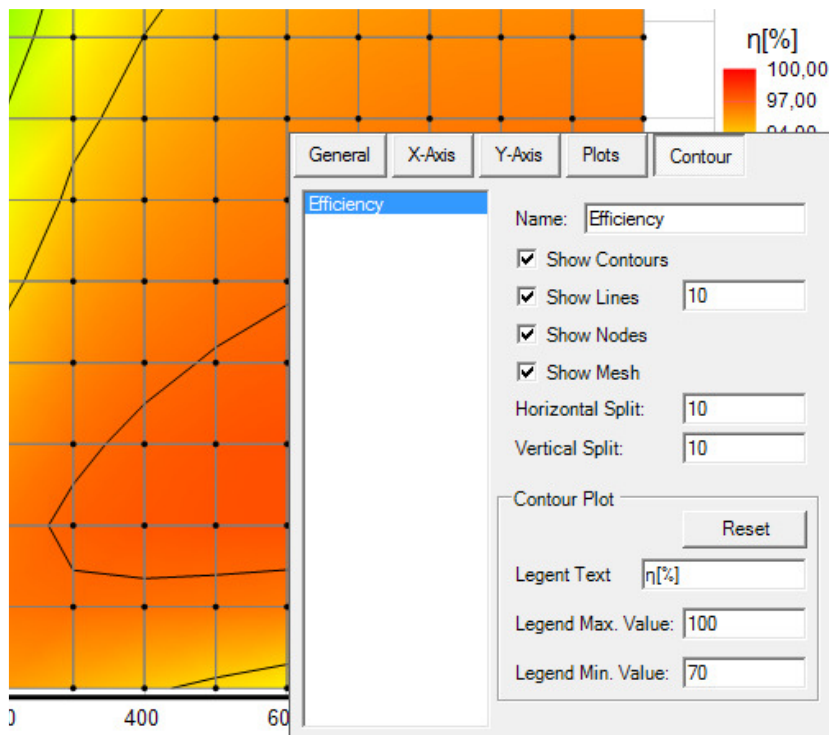 η[%]
100,00
97,00
94,00
General X-Axis Y-Axis Plots Contour
Efficiency
Name: Efficiency
Show Contours
Show Lines 10
Show Nodes
Show Mesh
Horizontal Split: 10
Vertical Split: 10
Contour Plot
Reset
Legent Text η[%]
Legend Max. Value: 100
Legend Min. Value: 70
400